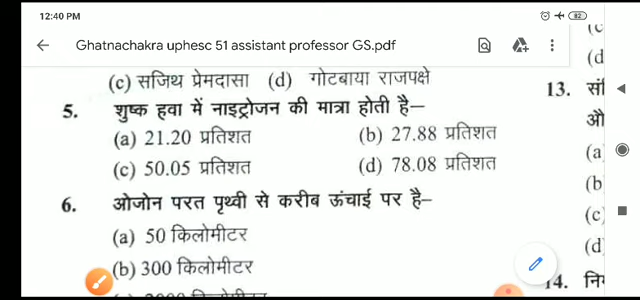 12:40 PM
82
Ghatnachakra uphesc 51 assistant professor GS.pdf
(c) सजिथ प्रेमदासा (d) गोटबाया राजपक्षे
5. शुष्क हवा में नाइट्रोजन की मात्रा होती है–
(a) 21.20 प्रतिशत (b) 27.88 प्रतिशत
(c) 50.05 प्रतिशत (d) 78.08 प्रतिशत
6. ओजोन परत पृथ्वी से करीब ऊंचाई पर है–
(a) 50 किलोमीटर
(b) 300 किलोमीटर
(d
13. सं
औ
(a
(b
(c)
(d)
14.